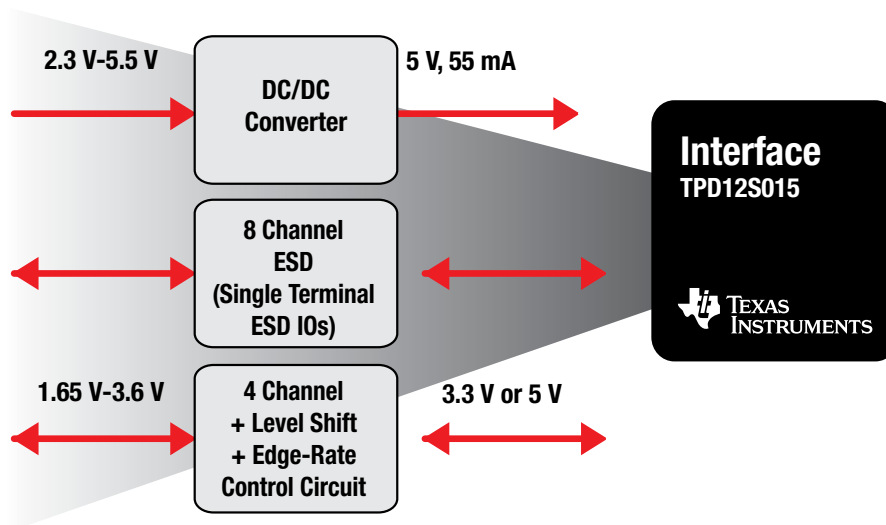 2.3 V-5.5 V
DC/DC
Converter
5 V, 55 mA
8 Channel
ESD
(Single Terminal
ESD IOs)
1.65 V-3.6 V
4 Channel
+ Level Shift
+ Edge-Rate
Control Circuit
3.3 V or 5 V
Interface
TPD12S015
TEXAS
INSTRUMENTS